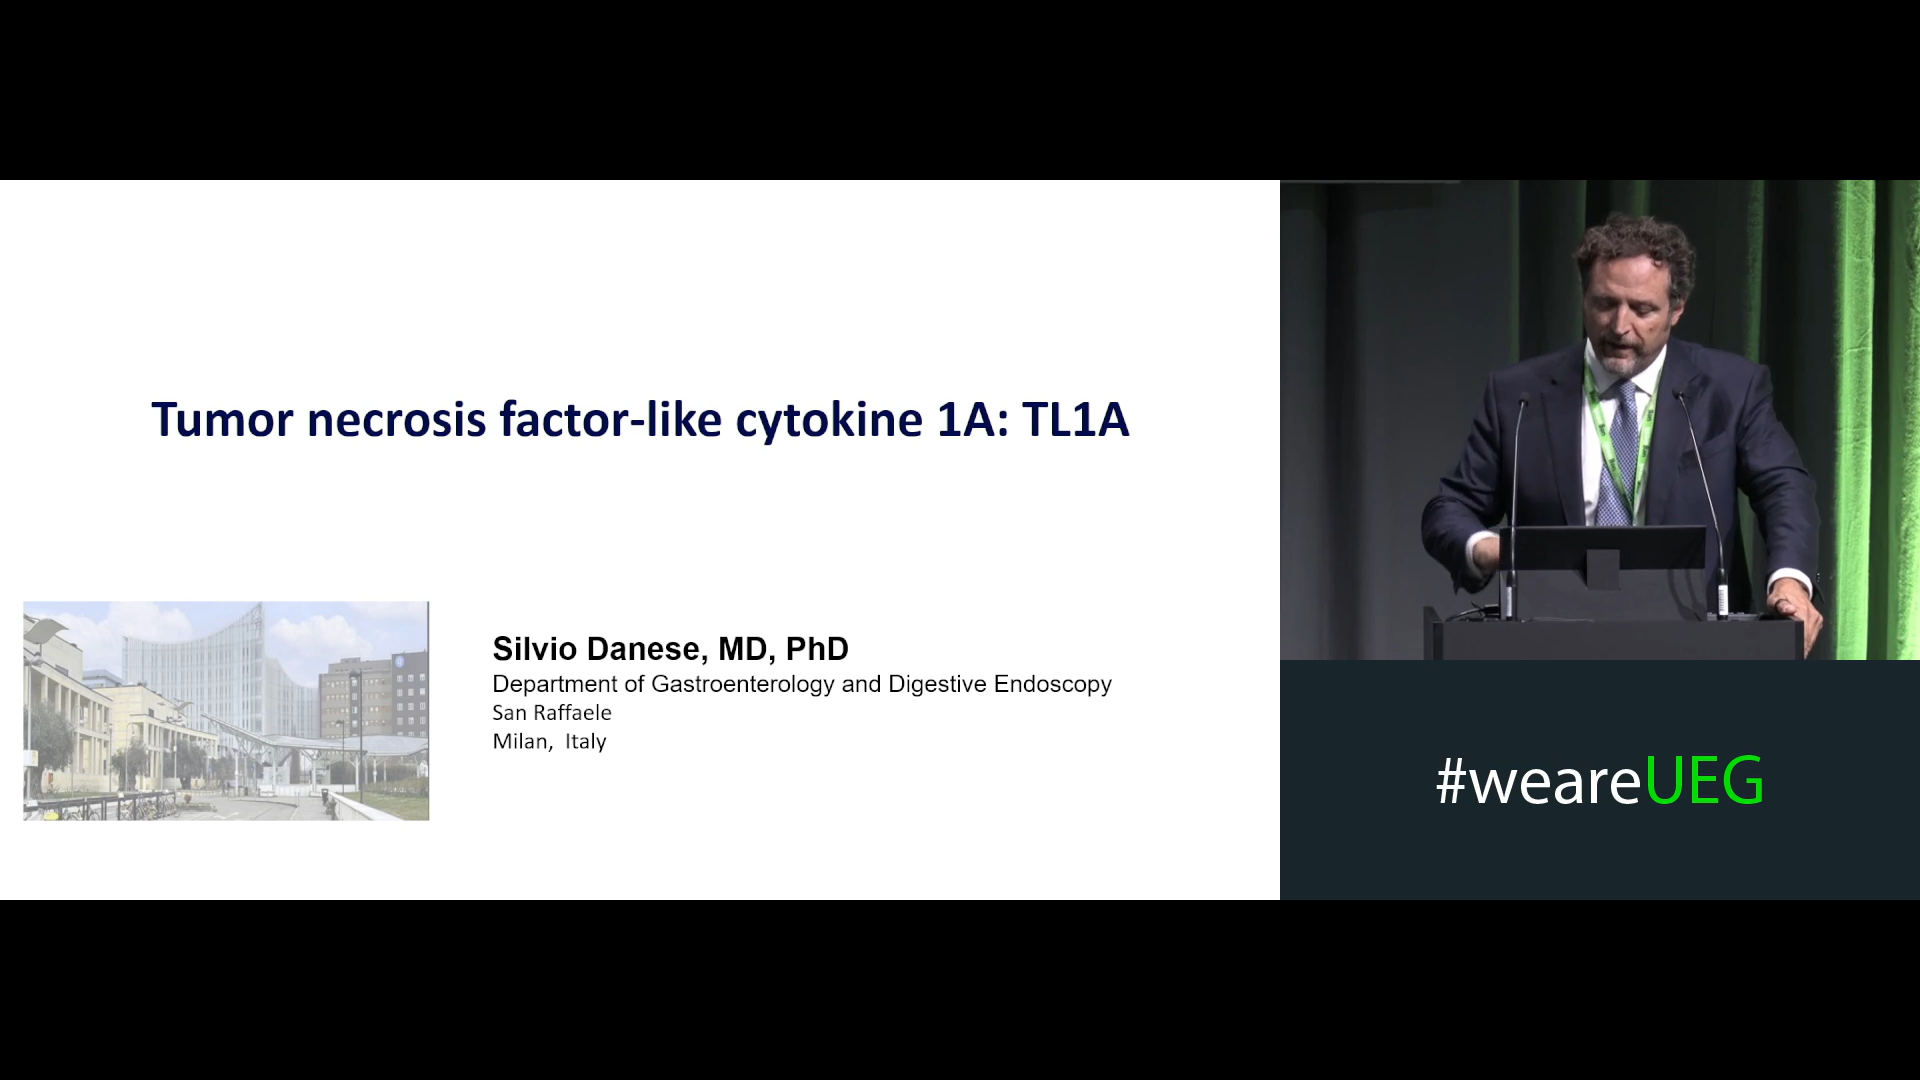 Tumor necrosis factor-like cytokine 1A: TL1A
Silvio Danese, MD, PhD
Department of Gastroenterology and Digestive Endoscopy
San Raffaele
Milan, Italy
#weareUEG